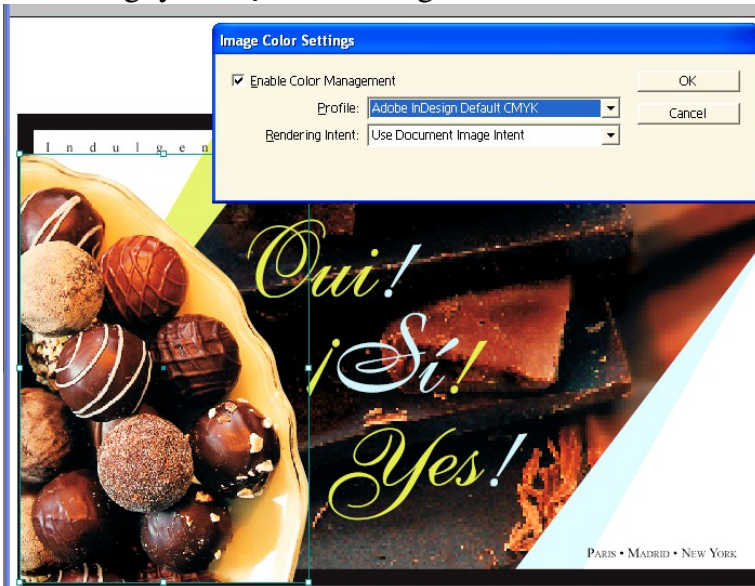 Image Color Settings
Enable Color Management
OK
Profile: Adobe InDesign Default CMYK
Cancel
Rendering Intent: Use Document Image Intent
Indulgen
Oui!
¡Sí!
Yes!
Paris • Madrid • New York